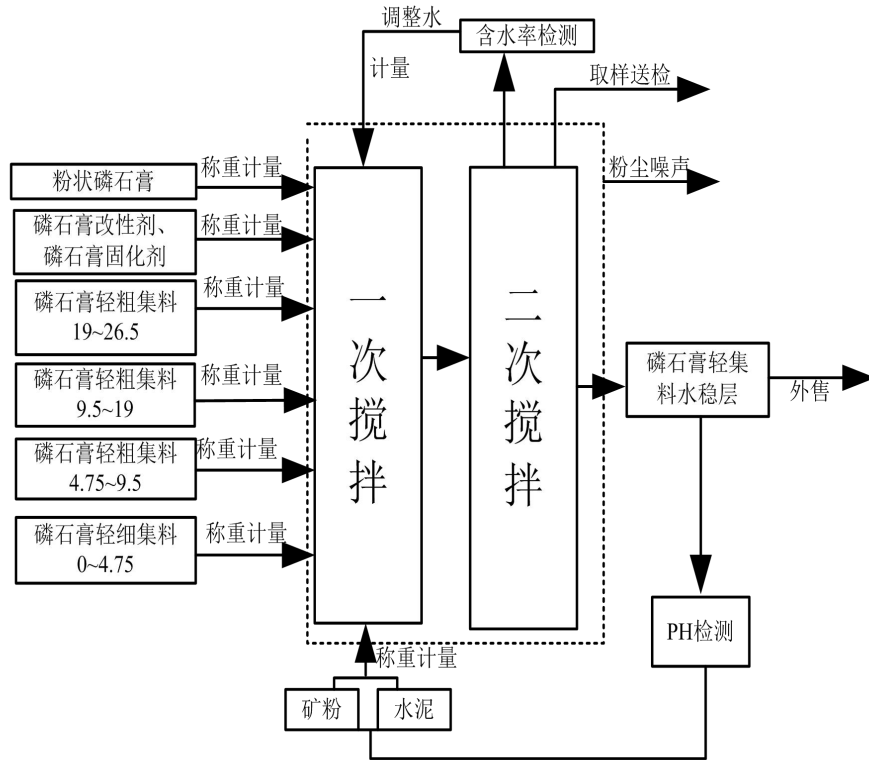 调整水
含水率检测
计量
取样送检
粉尘噪声
粉状磷石膏
称重计量
磷石膏改性剂、
磷石膏固化剂
称重计量
磷石膏轻粗集料
19~26.5
称重计量
磷石膏轻粗集料
9.5~19
称重计量
磷石膏轻粗集料
4.75~9.5
称重计量
磷石膏轻细集料
0~4.75
称重计量
一次搅拌
二次搅拌
磷石膏轻集
料水稳层
外售
PH检测
称重计量
矿粉
水泥